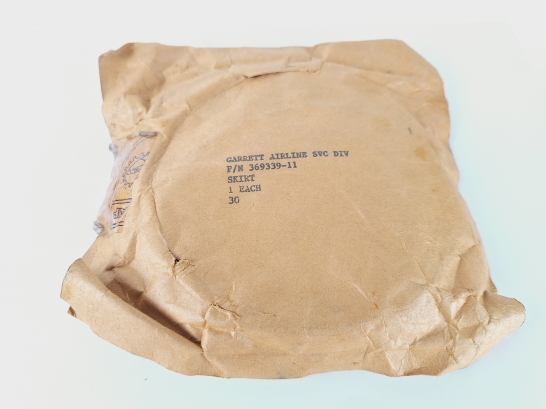 GARRETT AIRLINE SVC DIV
P/N 369339-11
SKIRT
1 EACH
30